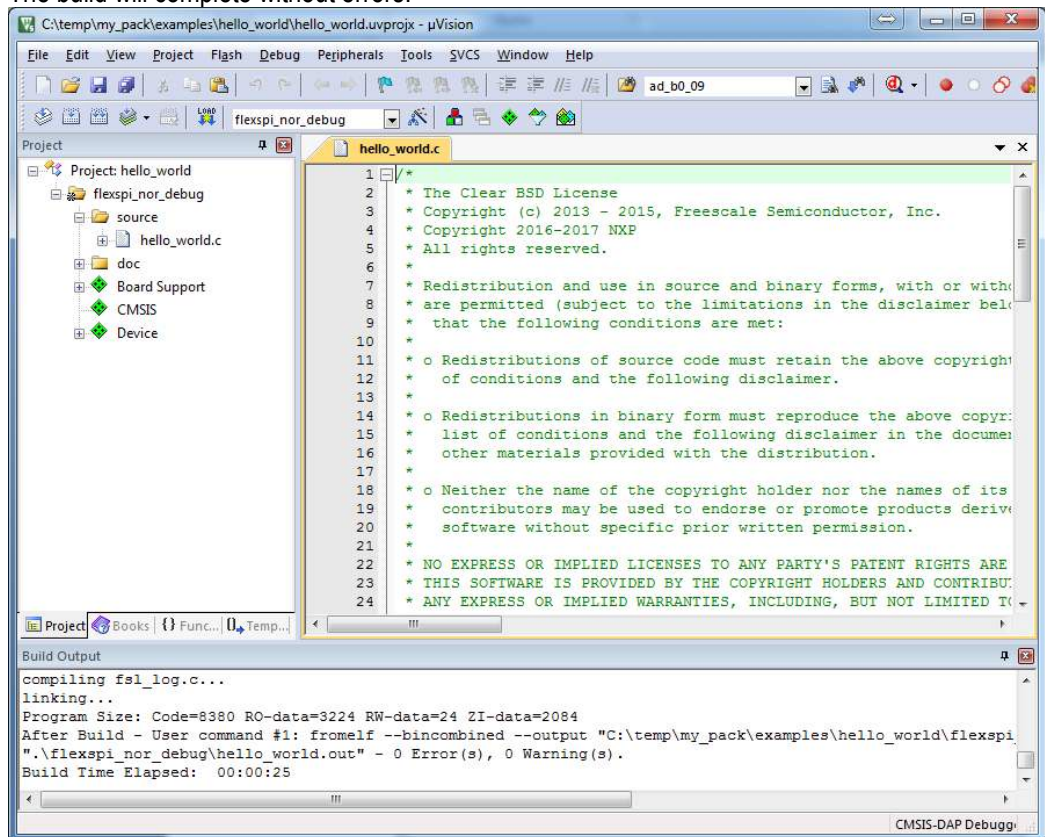 The build will complete without errors.
C:\temp\my_pack\examples\hello_world\hello_world.uvprojx - µVision
File Edit View Project Flash Debug Peripherals Tools SVCS Window Help
ad_b0_09
LOAD flexspi_nor_debug
Project
hello_world.c
Project: hello_world
flexspi_nor_debug
source
hello_world.c
doc
Board Support
CMSIS
Device
1 /*
2 * The Clear BSD License
3 * Copyright (c) 2013 - 2015, Freescale Semiconductor, Inc.
4 * Copyright 2016-2017 NXP
5 * All rights reserved.
6 *
7 * Redistribution and use in source and binary forms, with or
8 * are permitted (subject to the limitations in the disclaimer
9 * that the following conditions are met:
10 *
11 * o Redistributions of source code must retain the above copyright
12 * of conditions and the following disclaimer.
13 *
14 * o Redistributions in binary form must reproduce the above
15 * list of conditions and the following disclaimer in the
16 * other materials provided with the distribution.
17 *
18 * o Neither the name of the copyright holder nor the names of its
19 * contributors may be used to endorse or promote products
20 * software without specific prior written permission.
21 *
22 * NO EXPRESS OR IMPLIED LICENSES TO ANY PARTY'S PATENT RIGHTS ARE
23 * THIS SOFTWARE IS PROVIDED BY THE COPYRIGHT HOLDERS AND
24 * ANY EXPRESS OR IMPLIED WARRANTIES, INCLUDING, BUT NOT LIMITED
Project Books {} Func... 0 Temp...
Build Output
compiling fsl_log.c...
linking...
Program Size: Code=8380 RO-data=3224 RW-data=24 ZI-data=2084
After Build - User command #1: fromelf --bincombined --output "C:\temp\my_pack\examples\hello_world\flexspi_
".\flexspi_nor_debug\hello_world.out" - 0 Error(s), 0 Warning(s).
Build Time Elapsed: 00:00:25
CMSIS-DAP Debugg